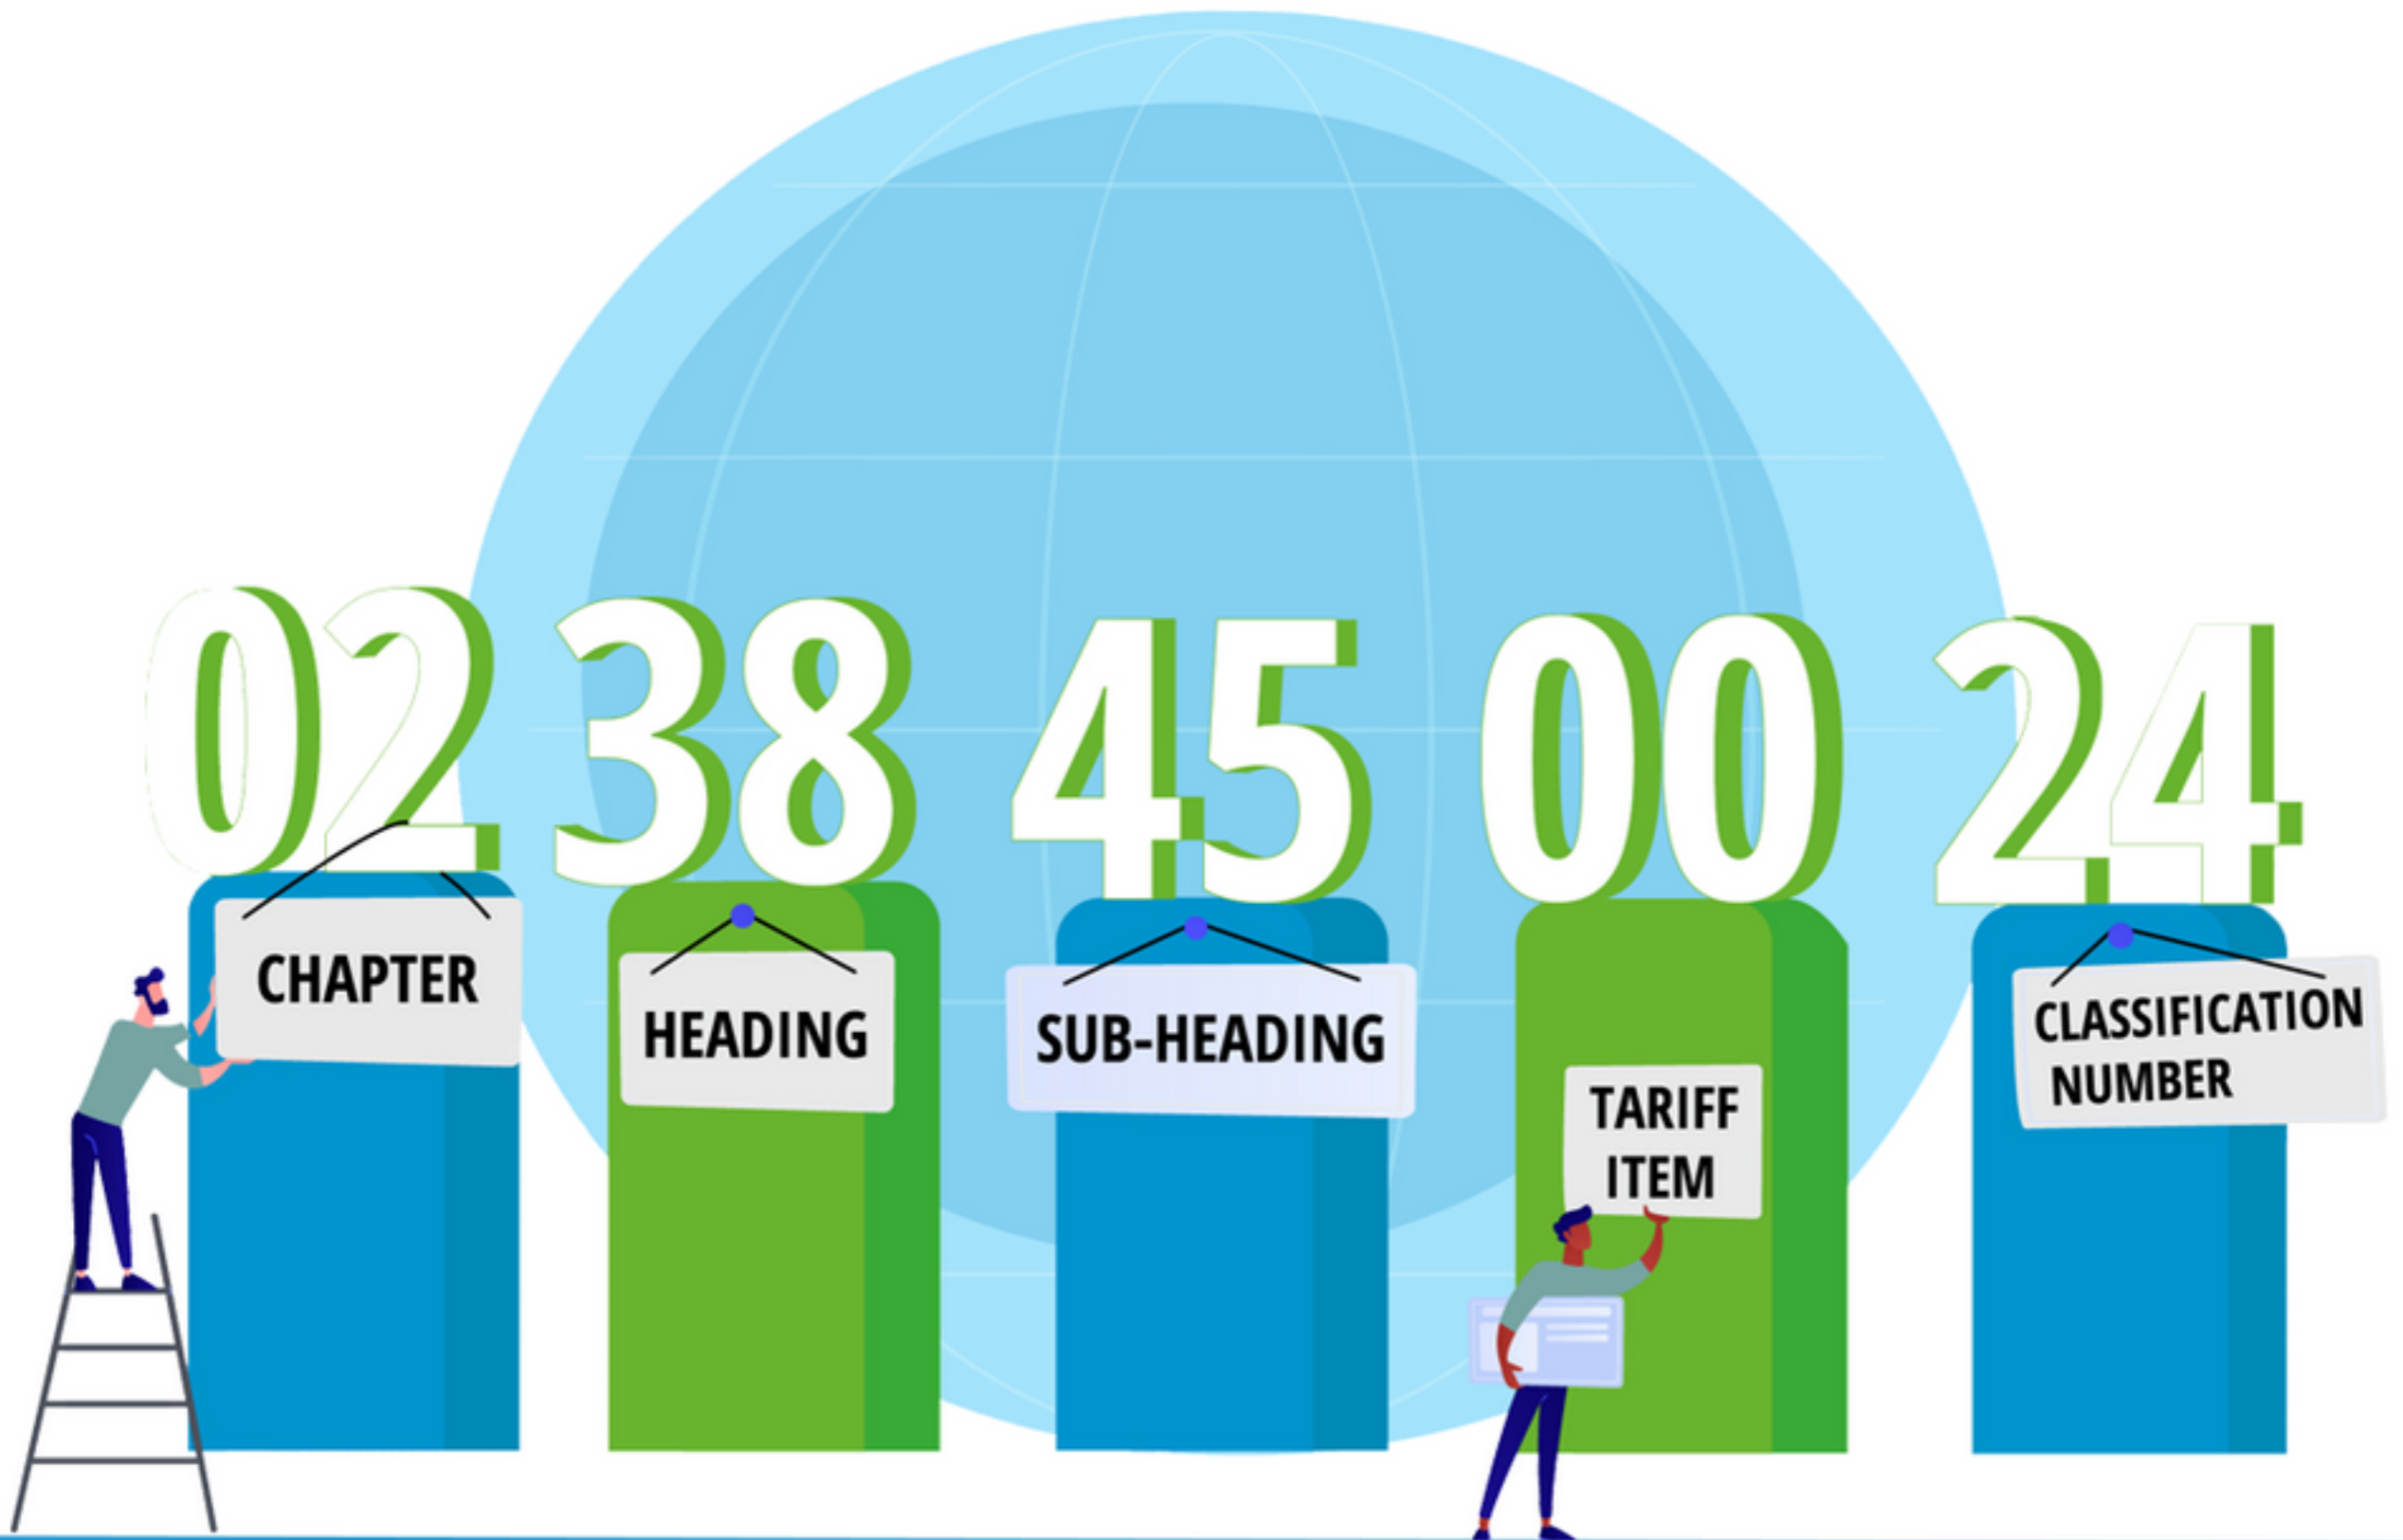 02 38 45 00 24
CHAPTER
HEADING
SUB-HEADING
TARIFF
ITEM
CLASSIFICATION
NUMBER